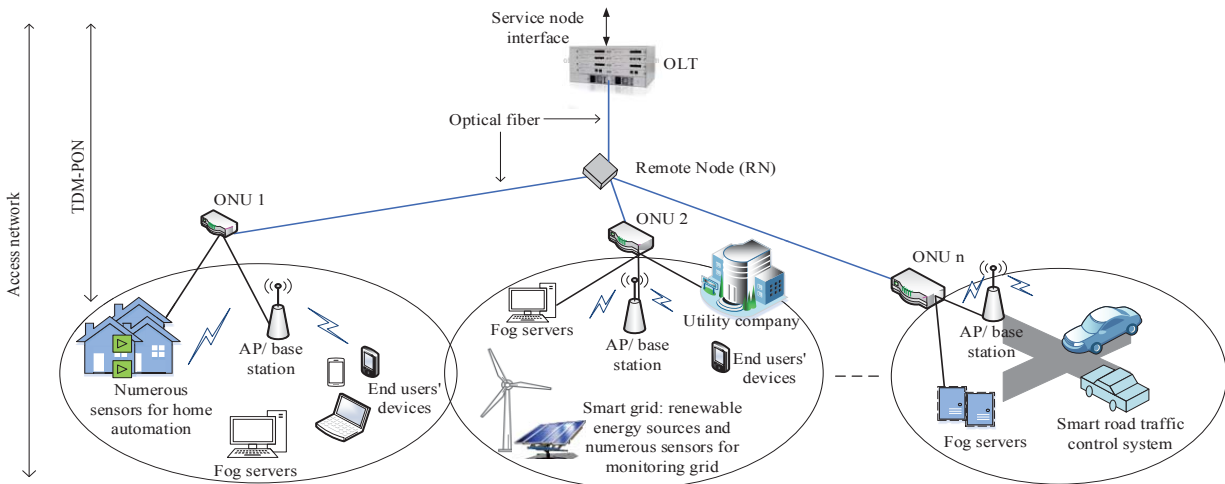 Service node
interface
OLT
Optical fiber
Remote Node (RN)
Access network
TDM-PON
ONU 1
ONU 2
ONU n
AP/ base
station
Numerous
sensors for home
automation
End users'
devices
Fog servers
Fog servers
AP/ base
station
Utility company
End users'
devices
Smart grid: renewable
energy sources and
numerous sensors for
monitoring grid
AP/ base
station
Fog servers
Smart road traffic
control system